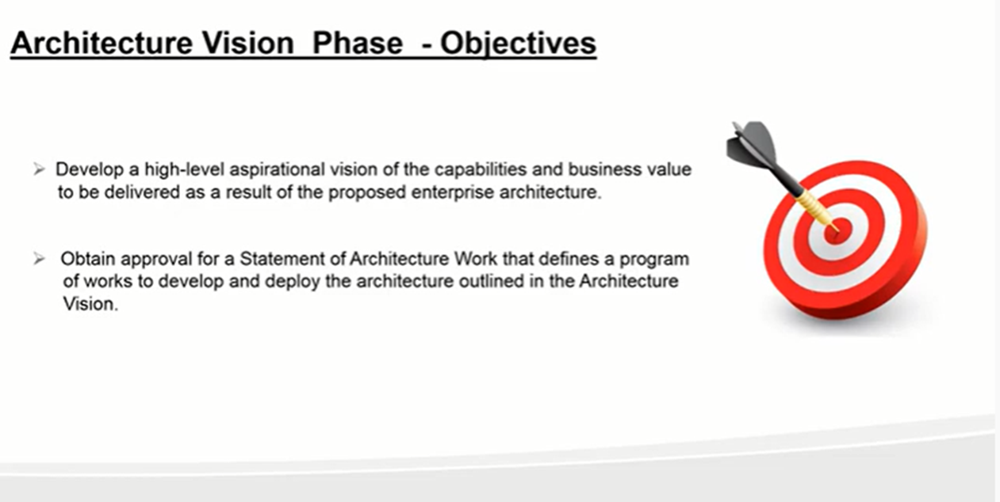 Architecture Vision Phase - Objectives
Develop a high-level aspirational vision of the capabilities and business value
to be delivered as a result of the proposed enterprise architecture.
Obtain approval for a Statement of Architecture Work that defines a program
of works to develop and deploy the architecture outlined in the Architecture
Vision.